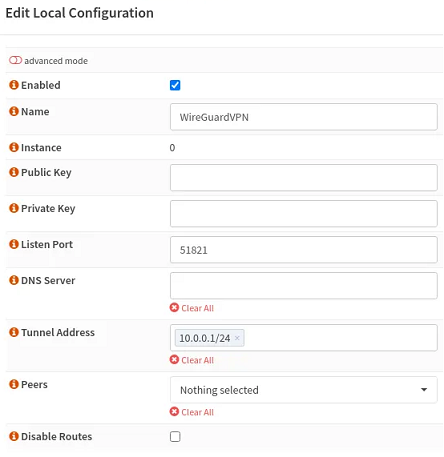 Edit Local Configuration
advanced mode
Enabled
Name WireGuardVPN
Instance 0
Public Key
Private Key
Listen Port 51821
DNS Server
Clear All
Tunnel Address 10.0.0.1/24 ×
Clear All
Peers Nothing selected
Clear All
Disable Routes